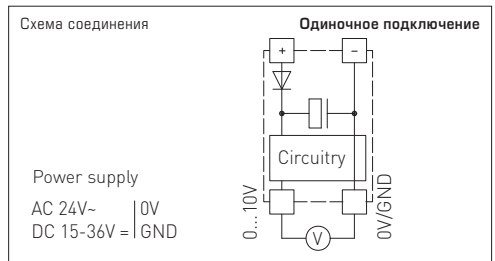 Схема соединения
Одиночное подключение
+ −
Circuitry
Power supply
AC 24V~ 0V
DC 15-36V = GND
0...10V
0V/GND
V